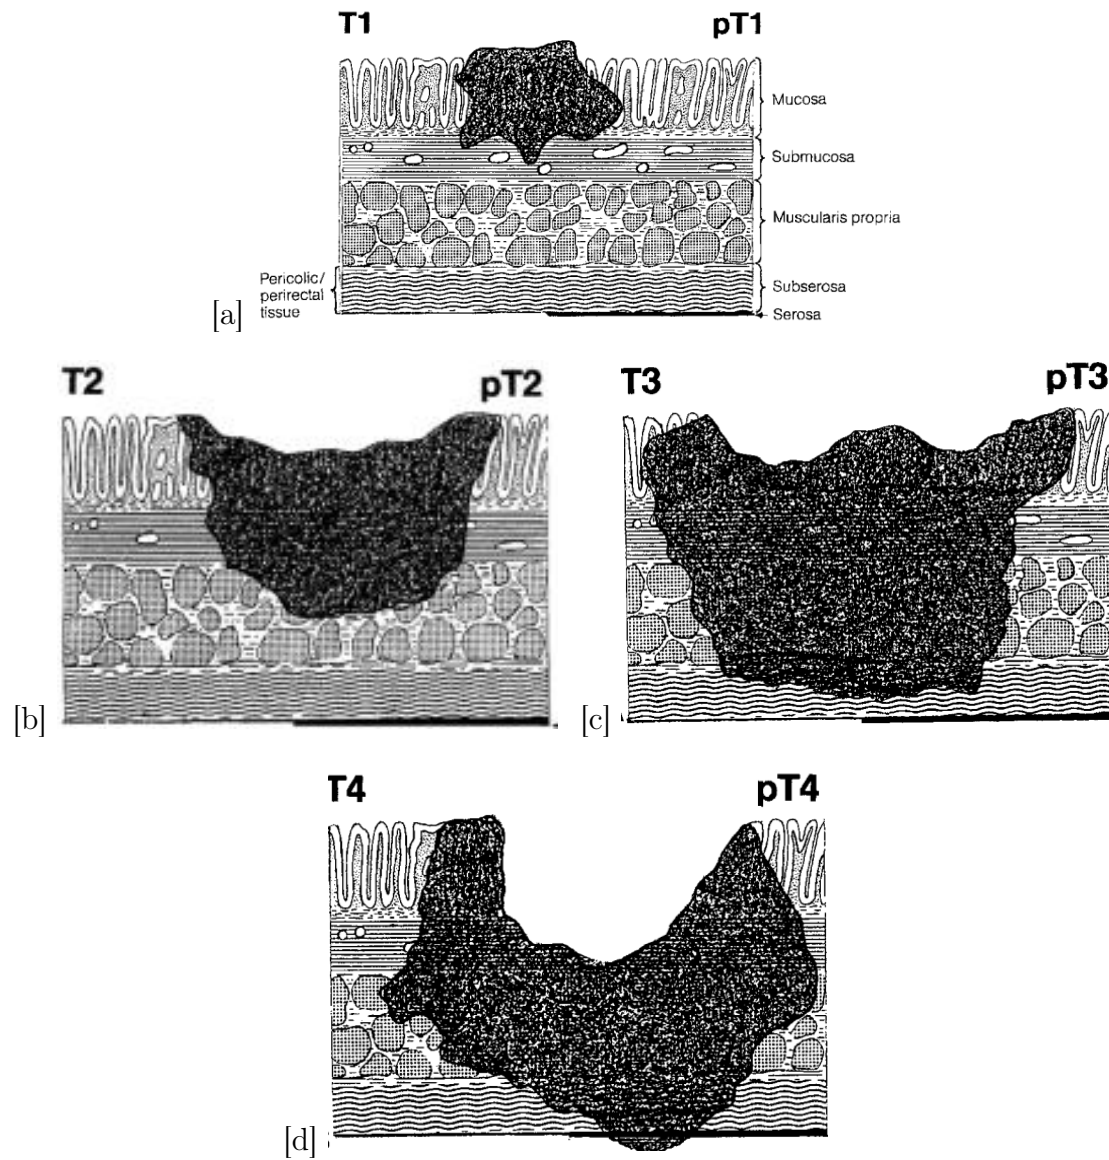 T1 pT1
Mucosa
Submucosa
Muscularis propria
Pericolic/
perirectal
tissue
Subserosa
Serosa
[a]
T2 pT2
T3 pT3
[b]
[c]
T4 pT4
[d]